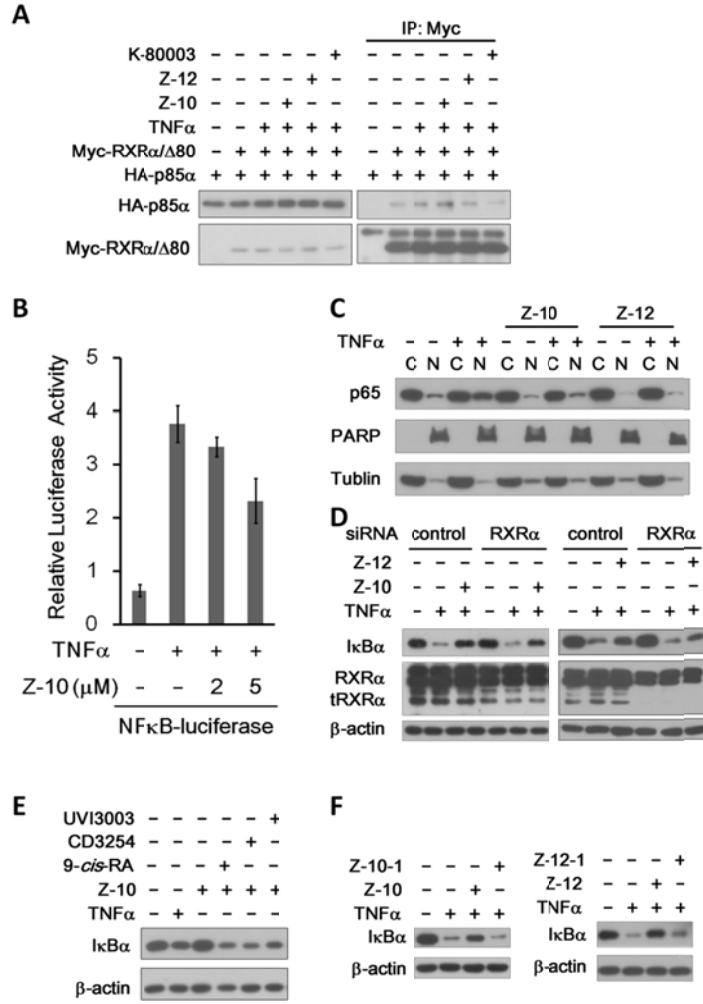 A
IP: Myc
K-80003 − − − − − + − − − − − +
Z-12 − − − − + − − − − − + −
Z-10 − − − + − − − − − + − −
TNFα − − + + + + − − + + + +
Myc-RXRα/Δ80 − + + + + + − + + + + +
HA-p85α + + + + + + + + + + + +
HA-p85α
Myc-RXRα/Δ80
B
Relative Luciferase Activity
5
4
3
2
1
0
TNFα − + + +
Z-10 (μM) − − 2 5
NFκB-luciferase
C
Z-10 Z-12
TNFα − − + + − − + + − − + +
C N C N C N C N C N C N
p65
PARP
Tublin
D
siRNA control RXRα control RXRα
Z-12 − − − − − − − − + − − +
Z-10 − − + − − + − − − − − −
TNFα − + + − + + − + + − + +
IκBα
RXRα
tRXRα
β-actin
E
UVI3003 − − − − − +
CD3254 − − − − + −
9-cis-RA − − − + − −
Z-10 − − + + + +
TNFα − + + + + +
IκBα
β-actin
F
Z-10-1 − − − +
Z-10 − − + −
TNFα − + + +
IκBα
β-actin
Z-12-1 − − − +
Z-12 − − + −
TNFα − + + +
IκBα
β-actin